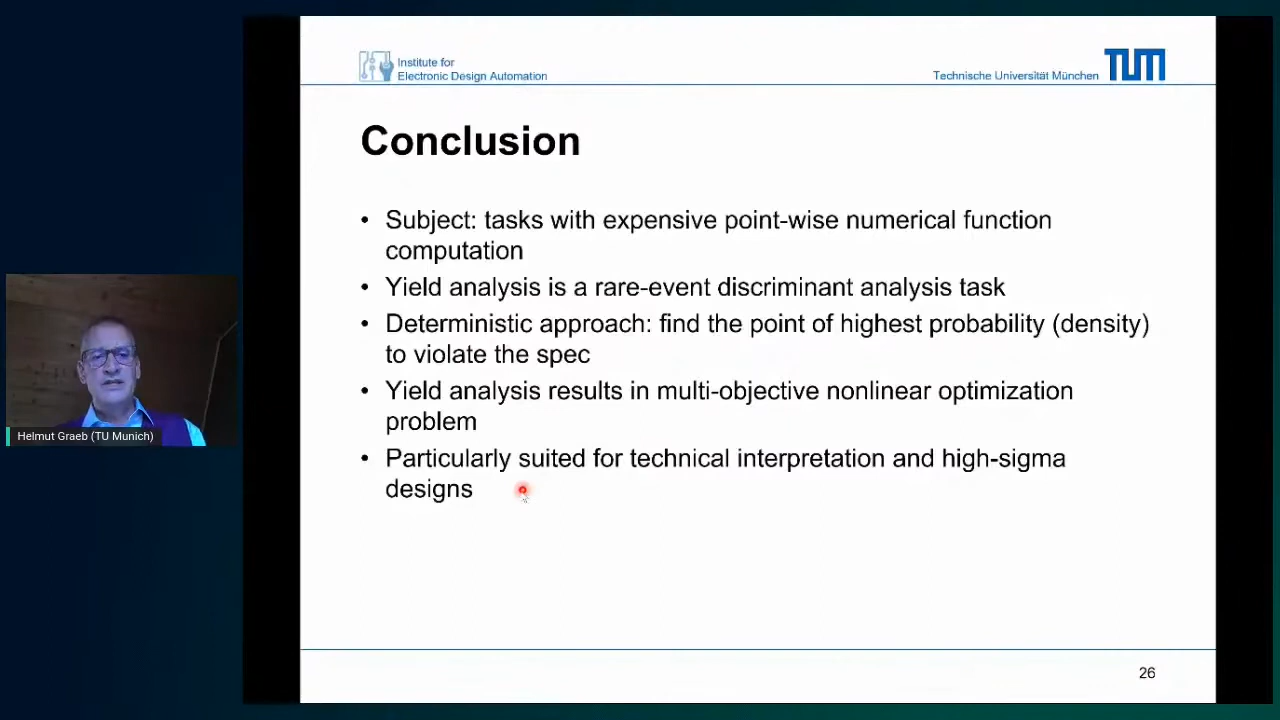 Institute for
Electronic Design Automation
Technische Universität München
TUM
Conclusion
• Subject: tasks with expensive point-wise numerical function
computation
• Yield analysis is a rare-event discriminant analysis task
• Deterministic approach: find the point of highest probability (density)
to violate the spec
• Yield analysis results in multi-objective nonlinear optimization
problem
• Particularly suited for technical interpretation and high-sigma
designs
Helmut Graeb (TU Munich)
26